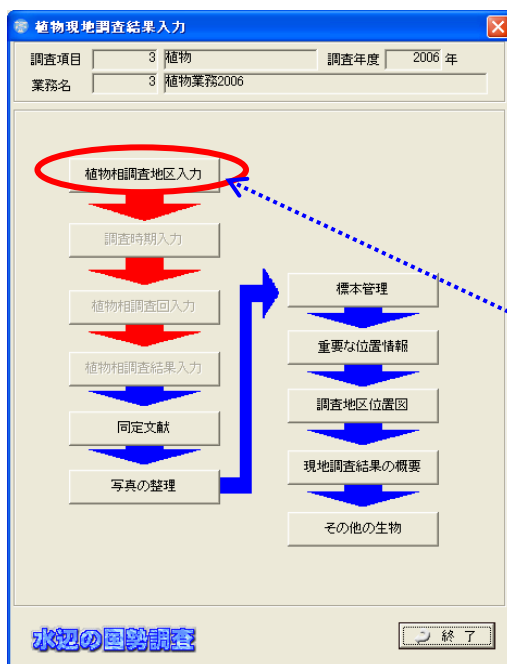 植物現地調査結果入力
調査項目 3 植物 調査年度 2006 年
業務名 3 植物業務2006
植物相調査地区入力
調査時期入力
植物相調査回入力
植物相調査結果入力
同定文献
写真の整理
標本管理
重要な位置情報
調査地区位置図
現地調査結果の概要
その他の生物
水辺の国勢調査
終 了